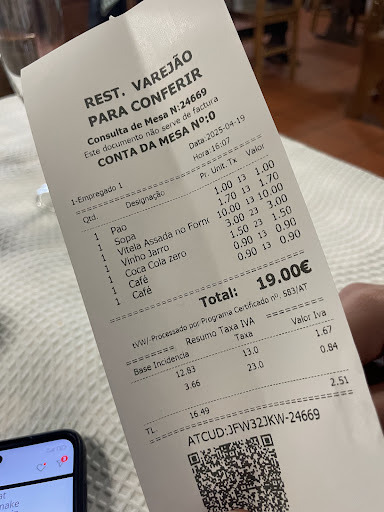 REST. VAREJÃO
PARA CONFERIR
Consulta de Mesa N:24669
Este documento não serve de factura
CONTA DA MESA Nº:0
Data:2025-04-19
Hora:16:07
1-Empregado 1
Qtd. Designação Pr. Unit. Tx Valor
1 Pao 1.00 13 1.00
1 Sopa 1.70 13 1.70
1 Vitela Assada no Forno 10.00 13 10.00
1 Vinho Jarro 3.00 23 3.00
1 Coca Cola zero 1.50 23 1.50
1 Café 0.90 13 0.90
1 Café 0.90 13 0.90
Total: 19.00€
tVW/-Processado por Programa Certificado nº. 583/AT
======= Resumo Taxa IVA =======
Base Incidencia Taxa Valor Iva
12.83 13.0 1.67
3.66 23.0 0.84
TL 16.49 2.51
ATCUD:JFW32JKW-24669
at
make